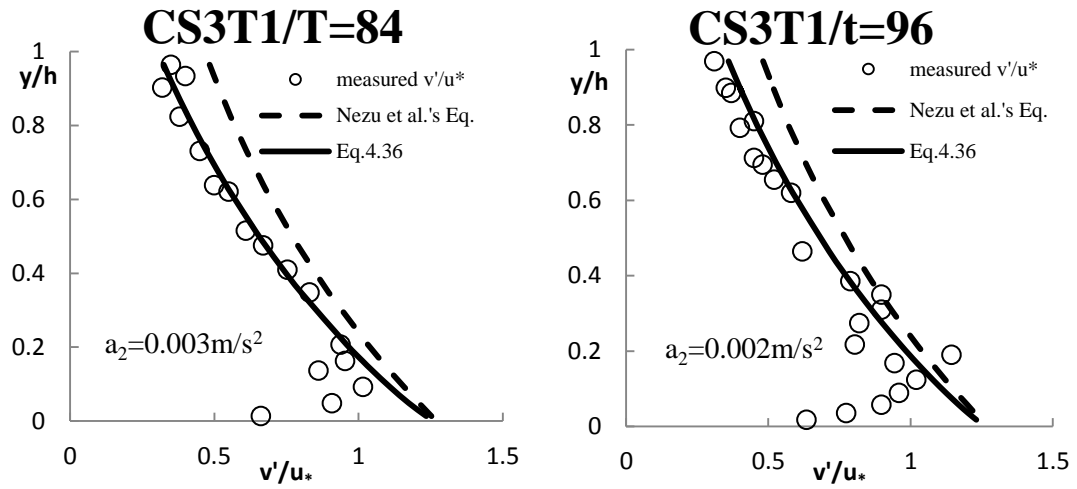 CS3T1/T=84
y/h
1
0.8
0.6
0.4
0.2
0
0
0.5
1
1.5
v'/u*
measured v'/u*
Nezu et al.'s Eq.
Eq.4.36
a₂=0.003m/s²
CS3T1/t=96
y/h
1
0.8
0.6
0.4
0.2
0
0
0.5
1
1.5
v'/u*
measured v'/u*
Nezu et al.'s Eq.
Eq.4.36
a₂=0.002m/s²